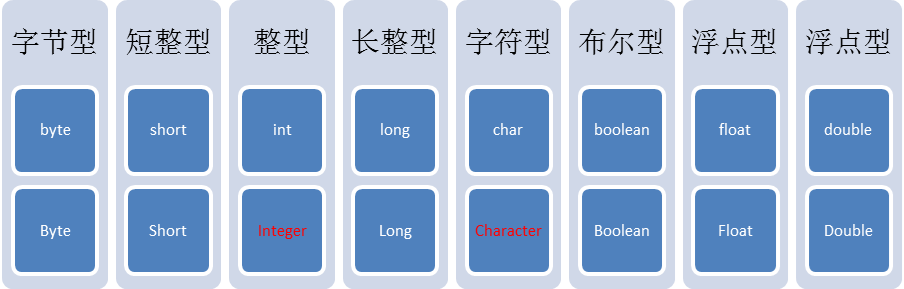 字节型 短整型 整型 长整型 字符型 布尔型 浮点型 浮点型
byte short int long char boolean float double
Byte Short Integer Long Character Boolean Float Double